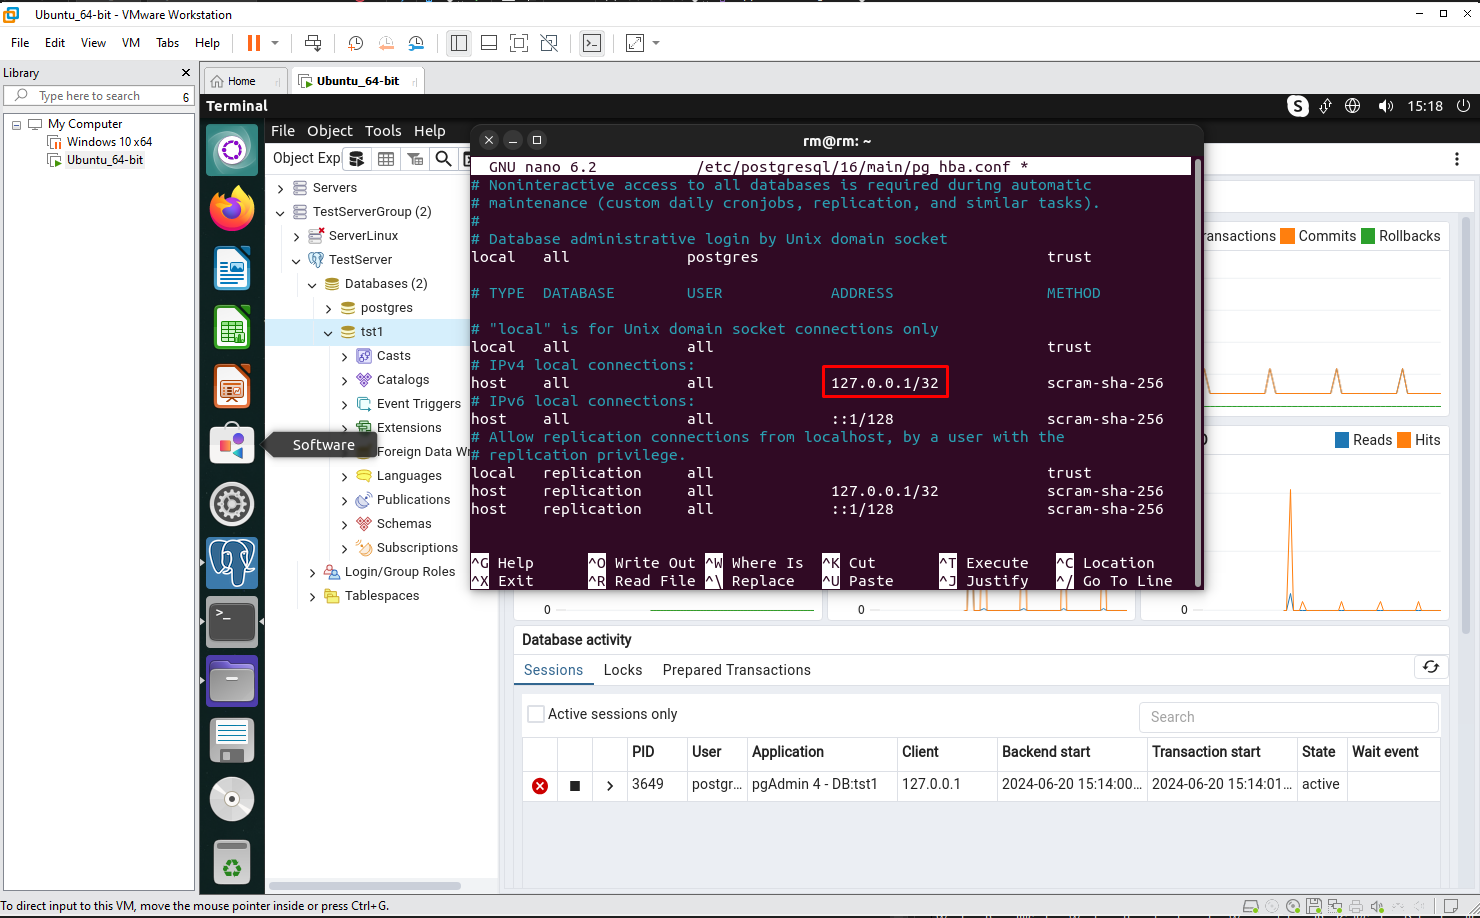 Ubuntu_64-bit - VMware Workstation
File Edit View VM Tabs Help
Library
Type here to search 6
My Computer
Windows 10 x64
Ubuntu_64-bit
Home Ubuntu_64-bit
Terminal 15:18
File Object Tools Help
Object Exp
Servers
TestServerGroup (2)
ServerLinux
TestServer
Databases (2)
postgres
tst1
Casts
Catalogs
Event Triggers
Extensions
Foreign Data W
Languages
Publications
Schemas
Subscriptions
Login/Group Roles
Tablespaces
Software
rm@rm: ~
GNU nano 6.2 /etc/postgresql/16/main/pg_hba.conf *
# Noninteractive access to all databases is required during automatic
# maintenance (custom daily cronjobs, replication, and similar tasks).
#
# Database administrative login by Unix domain socket
local all postgres trust
# TYPE DATABASE USER ADDRESS METHOD
# "local" is for Unix domain socket connections only
local all all trust
# IPv4 local connections:
host all all 127.0.0.1/32 scram-sha-256
# IPv6 local connections:
host all all ::1/128 scram-sha-256
# Allow replication connections from localhost, by a user with the
# replication privilege.
local replication all trust
host replication all 127.0.0.1/32 scram-sha-256
host replication all ::1/128 scram-sha-256
^G Help ^O Write Out ^W Where Is ^K Cut ^T Execute ^C Location
^X Exit ^R Read File ^\ Replace ^U Paste ^J Justify ^/ Go To Line
ransactions Commits Rollbacks
Reads Hits
0 0 0
Database activity
Sessions Locks Prepared Transactions
Active sessions only
Search
PID User Application Client Backend start Transaction start State Wait event
3649 postgr... pgAdmin 4 - DB:tst1 127.0.0.1 2024-06-20 15:14:00... 2024-06-20 15:14:01... active
To direct input to this VM, move the mouse pointer inside or press Ctrl+G.